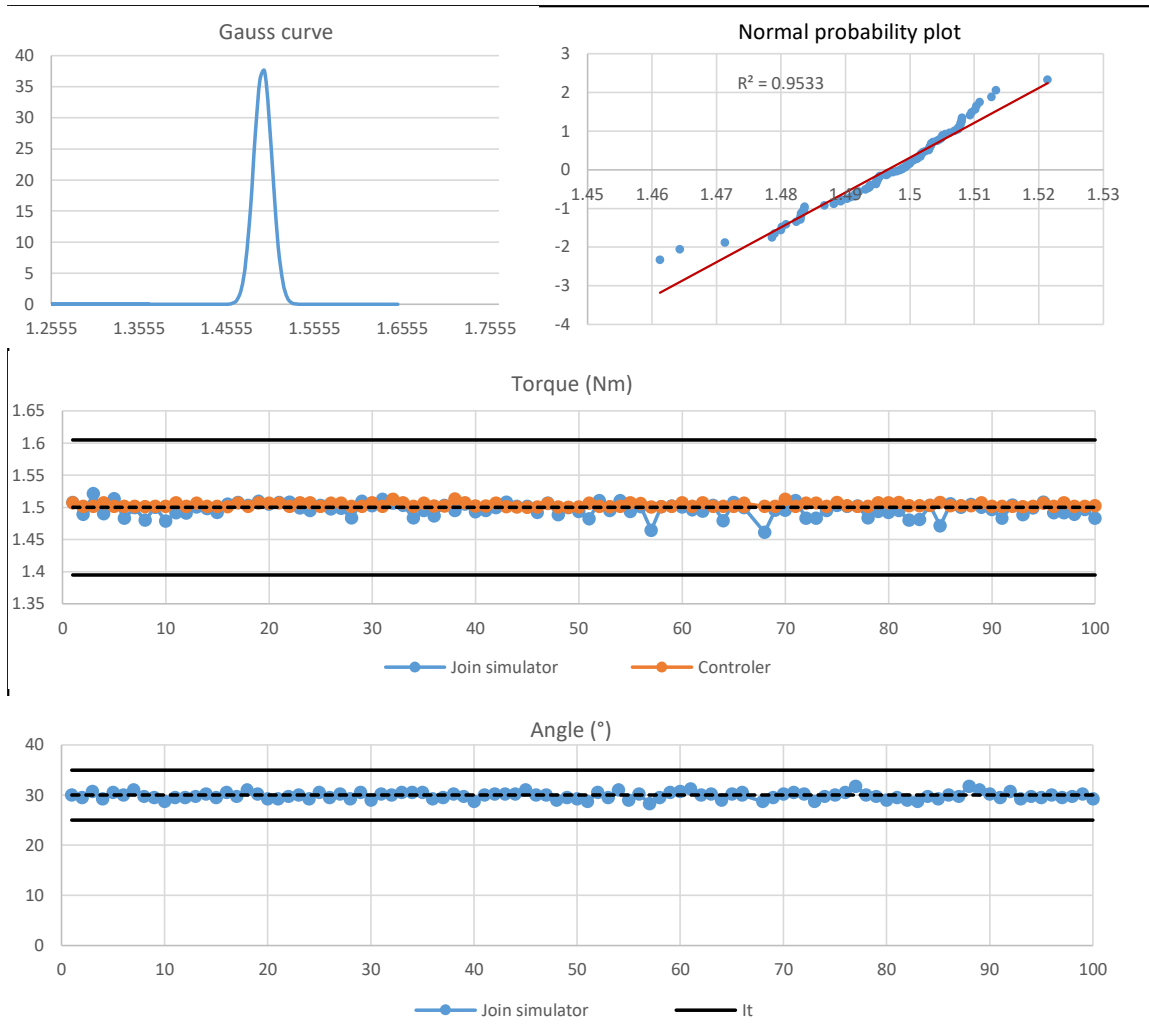 Gauss curve
40
35
30
25
20
15
10
5
0
1.2555 1.3555 1.4555 1.5555 1.6555 1.7555
Normal probability plot
R² = 0.9533
3
2
1
0
-1
-2
-3
-4
1.45 1.46 1.47 1.48 1.49 1.5 1.51 1.52 1.53
Torque (Nm)
1.65
1.6
1.55
1.5
1.45
1.4
1.35
0 10 20 30 40 50 60 70 80 90 100
Join simulator Controler
Angle (°)
40
30
20
10
0
0 10 20 30 40 50 60 70 80 90 100
Join simulator It